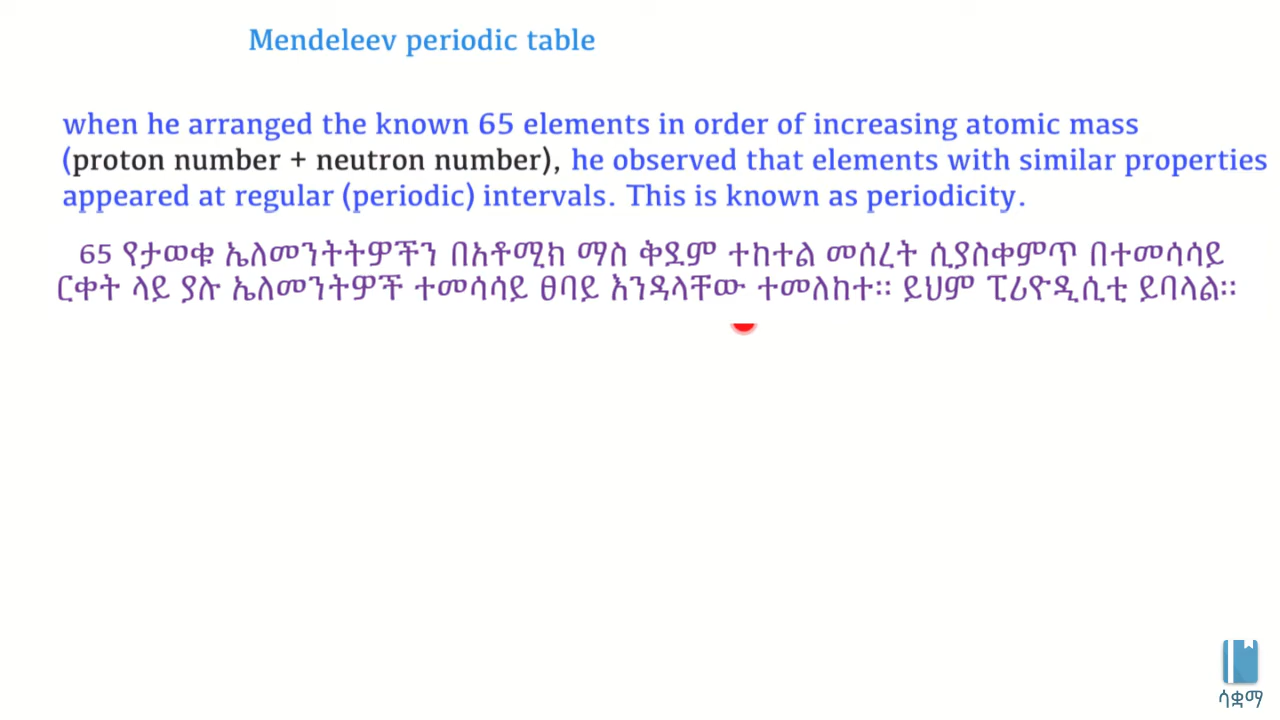 Mendeleev periodic table
when he arranged the known 65 elements in order of increasing atomic mass
(proton number + neutron number), he observed that elements with similar properties
appeared at regular (periodic) intervals. This is known as periodicity.
65 የታወቁ ኤለመንትትዎችን በአቶሚክ ማስ ቅደም ተከተል መሰረት ሲያስቀምጥ በተመሳሳይ
ርቀት ላይ ያሉ ኤለመንትዎች ተመሳሳይ ፀባይ እንዳላቸው ተመለከተ። ይህም ፒሪዮዲሲቲ ይባላል።
ሳቋማ